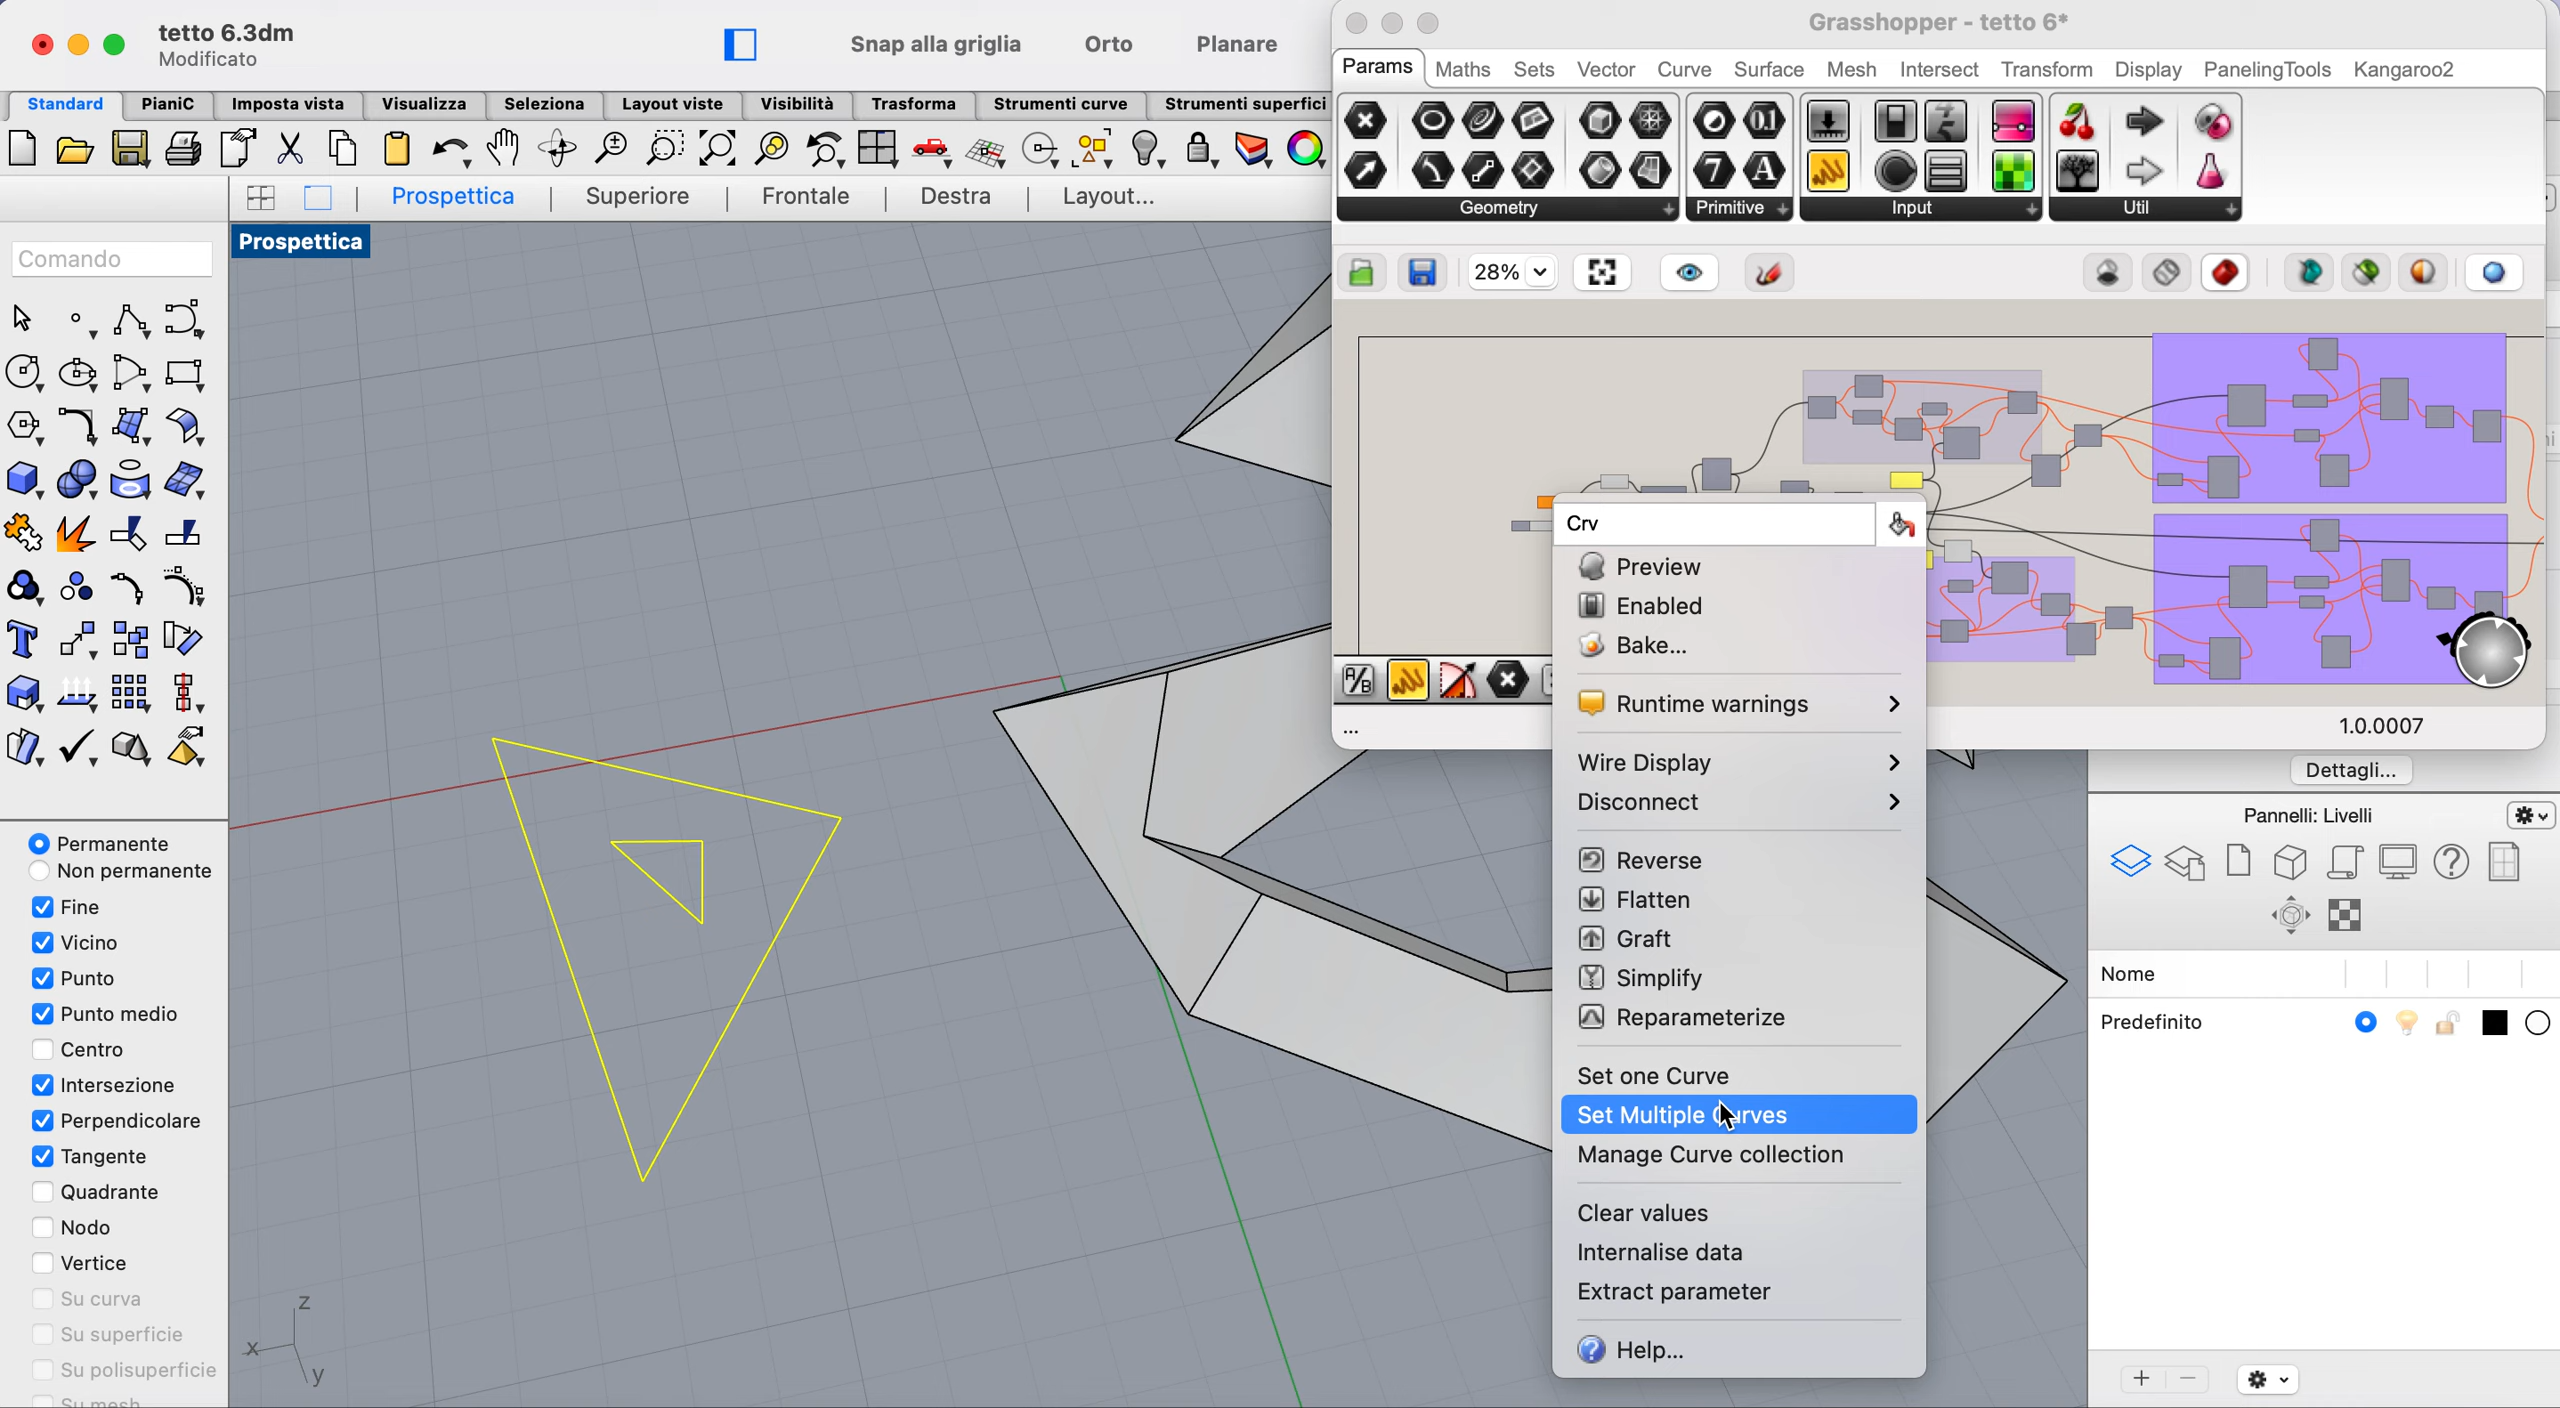 tetto 6.3dm
Modificato
Snap alla griglia
Orto
Planare
Standard
PianiC
Imposta vista
Visualizza
Seleziona
Layout viste
Visibilità
Trasforma
Strumenti curve
Strumenti superfici
Prospettica
Superiore
Frontale
Destra
Layout...
Prospettica
Comando
Permanente
Non permanente
Fine
Vicino
Punto
Punto medio
Centro
Intersezione
Perpendicolare
Tangente
Quadrante
Nodo
Vertice
Su curva
Su superficie
Su polisuperficie
Su mesh
z
x
y
Grasshopper - tetto 6*
Params
Maths
Sets
Vector
Curve
Surface
Mesh
Intersect
Transform
Display
PanelingTools
Kangaroo2
Geometry
Primitive
Input
Util
28%
Crv
Preview
Enabled
Bake...
Runtime warnings
Wire Display
Disconnect
Reverse
Flatten
Graft
Simplify
Reparameterize
Set one Curve
Set Multiple Curves
Manage Curve collection
Clear values
Internalise data
Extract parameter
Help...
...
1.0.0007
Dettagli...
Pannelli: Livelli
Nome
Predefinito